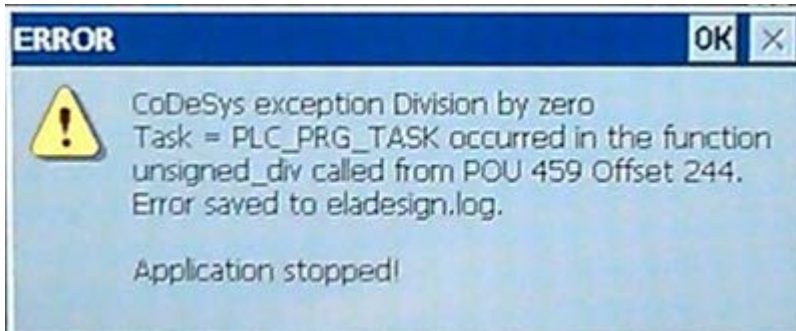 ERROR OK ×
CoDeSys exception Division by zero
Task = PLC_PRG_TASK occurred in the function
unsigned_div called from POU 459 Offset 244.
Error saved to eladesign.log.
Application stopped!